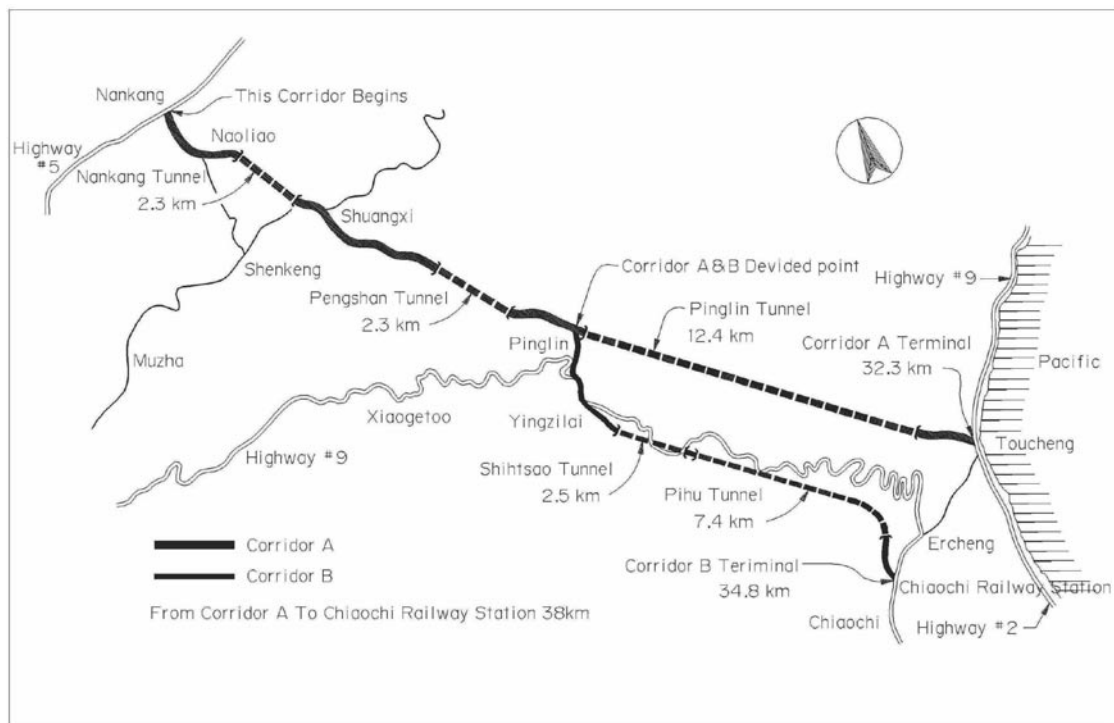 Nankang
This Corridor Begins
Naoliao
Highway
#5
Nankang Tunnel
2.3 km
Shuangxi
Shenkeng
Corridor A&B Devided point
Highway #9
Pengshan Tunnel
2.3 km
Pinglin Tunnel
12.4 km
Pinglin
Corridor A Terminal
32.3 km
Pacific
Muzha
Xiaogetoo
Yingzilai
Toucheng
Highway #9
Shihtsao Tunnel
2.5 km
Pihu Tunnel
7.4 km
Ercheng
Corridor A
Corridor B
Corridor B Teriminal
34.8 km
Chiaochi Railway Station
From Corridor A To Chiaochi Railway Station 38km
Chiaochi
Highway #2